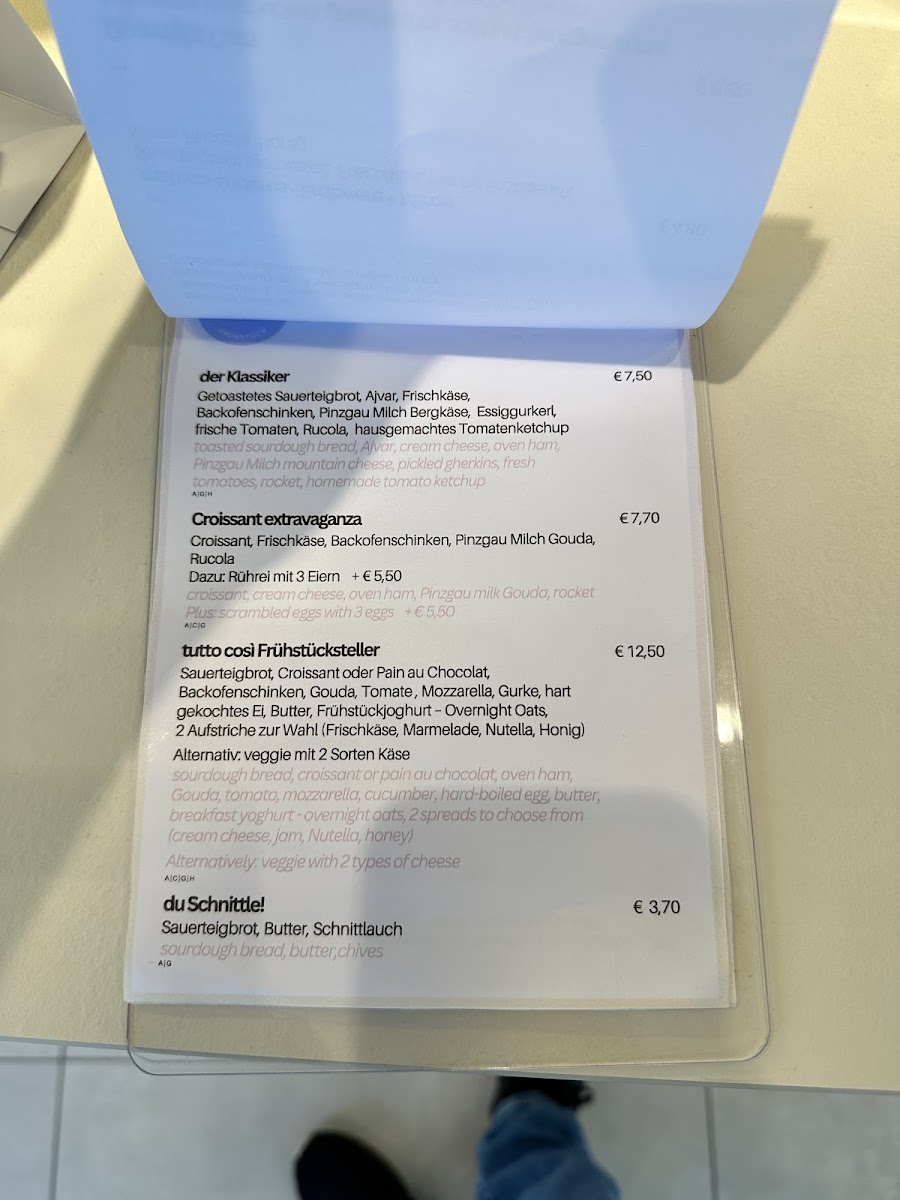 FRÜHSTÜCK
der Klassiker € 7,50
Getoastetes Sauerteigbrot, Ajvar, Frischkäse,
Backofenschinken, Pinzgau Milch Bergkäse, Essiggurkerl,
frische Tomaten, Rucola, hausgemachtes Tomatenketchup
toasted sourdough bread, Ajvar, cream cheese, oven ham,
Pinzgau Milch mountain cheese, pickled gherkins, fresh
tomatoes, rocket, homemade tomato ketchup
A|G|H
Croissant extravaganza € 7,70
Croissant, Frischkäse, Backofenschinken, Pinzgau Milch Gouda,
Rucola
Dazu: Rührei mit 3 Eiern + € 5,50
croissant, cream cheese, oven ham, Pinzgau milk Gouda, rocket
Plus: scrambled eggs with 3 eggs + € 5,50
A|C|G
tutto così Frühstücksteller € 12,50
Sauerteigbrot, Croissant oder Pain au Chocolat,
Backofenschinken, Gouda, Tomate , Mozzarella, Gurke, hart
gekochtes Ei, Butter, Frühstückjoghurt – Overnight Oats,
2 Aufstriche zur Wahl (Frischkäse, Marmelade, Nutella, Honig)
Alternativ: veggie mit 2 Sorten Käse
sourdough bread, croissant or pain au chocolat, oven ham,
Gouda, tomato, mozzarella, cucumber, hard-boiled egg, butter,
breakfast yoghurt - overnight oats, 2 spreads to choose from
(cream cheese, jam, Nutella, honey)
Alternatively: veggie with 2 types of cheese
A|C|G|H
du Schnittle! € 3,70
Sauerteigbrot, Butter, Schnittlauch
sourdough bread, butter,chives
A|G